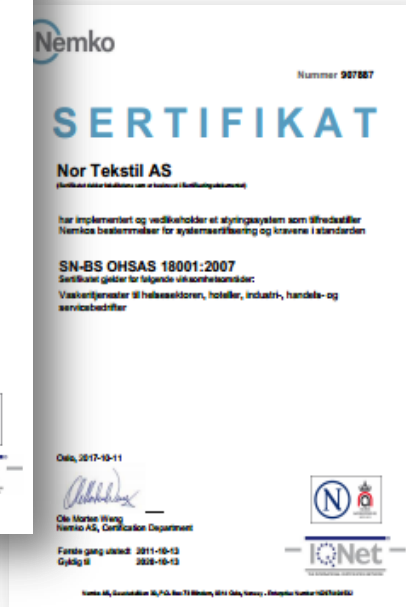 Nemko
Nummer 907887
SERTIFIKAT
Nor Tekstil AS
har implementert og vedlikeholder et styringssystem som tilfredsstiller
Nemkos bestemmelser for systemsertifisering og kravene i standarden
SN-BS OHSAS 18001:2007
Sertifikatet gjelder for følgende virksomhetsområder:
Vaskeritjenester til helsesektoren, hoteller, industri-, handels- og
servicebedrifter
Oslo, 2017-10-11
Ole Morten Weng
Nemko AS, Certification Department
Første gang utstedt: 2011-10-13
Gyldig til 2020-10-13
N
IQNet